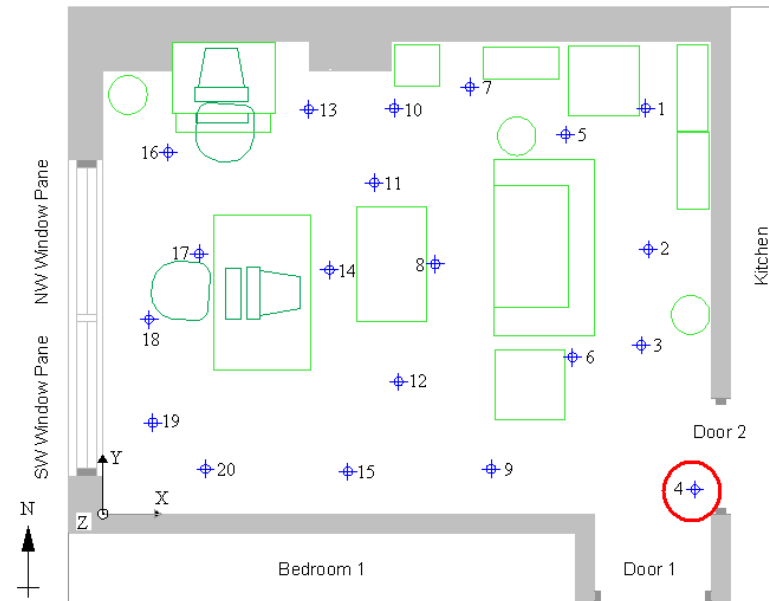 7
13
10
1
5
16
11
NW Window Pane
Kitchen
17
2
8
14
18
3
6
SW Window Pane
12
19
Door 2
Y
20
15
9
4
X
N
Z
Bedroom 1
Door 1